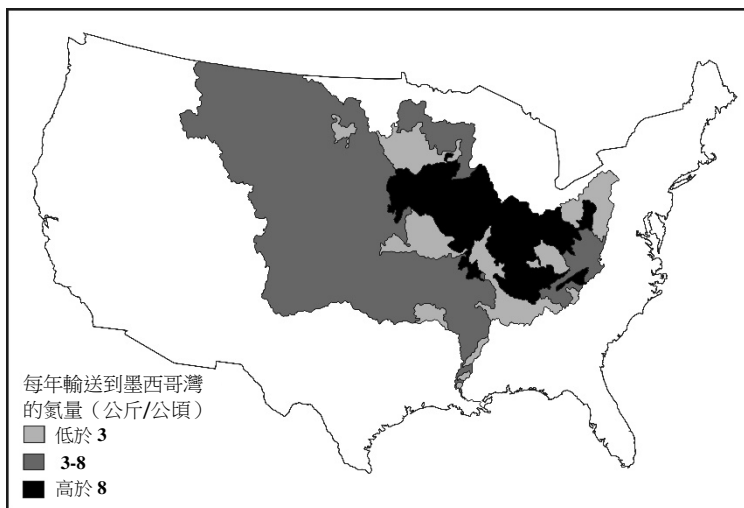 每年輸送到墨西哥灣
的氮量（公斤/公頃）
低於 3
3-8
高於 8